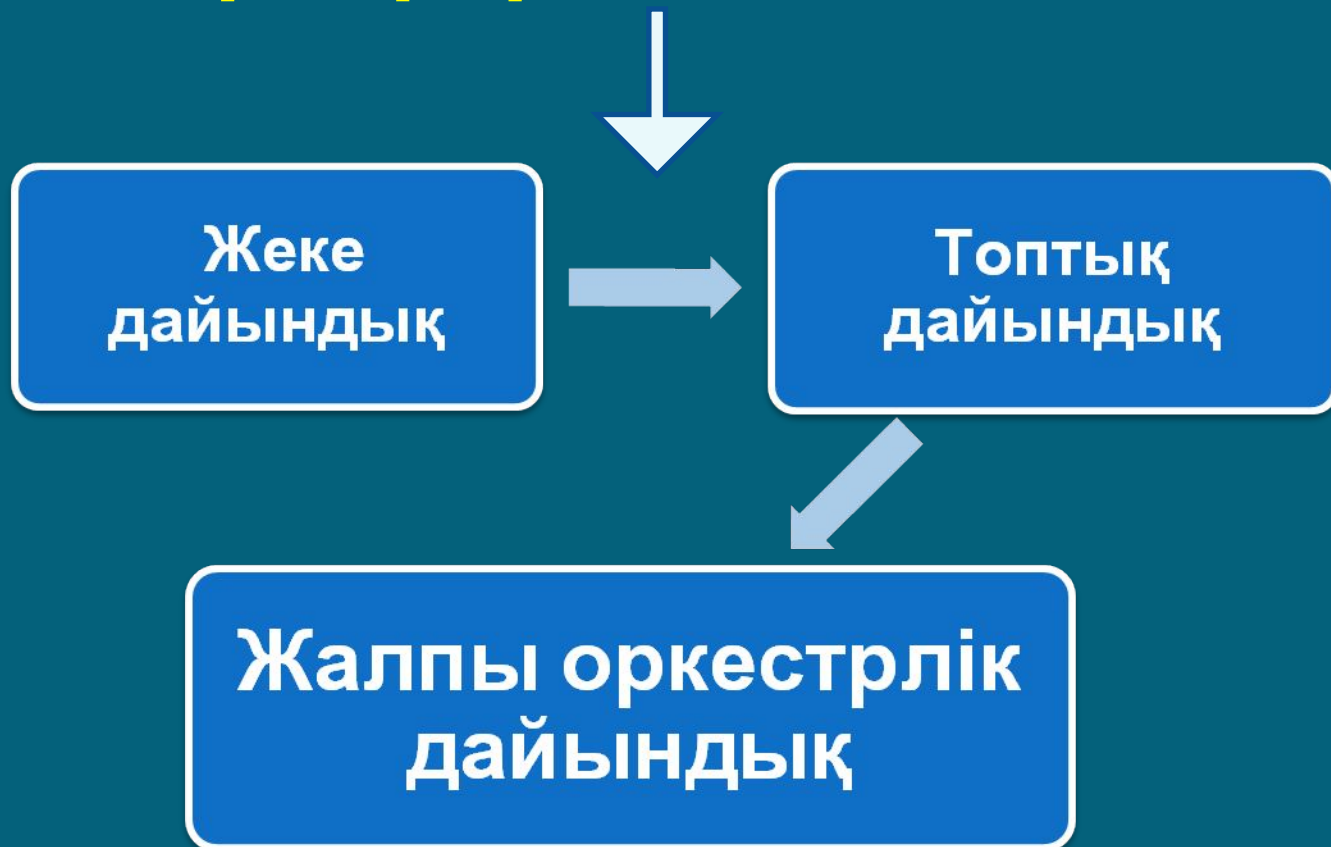 Жеке
дайындық
Топтық
дайындық
Жалпы оркестрлік
дайындық